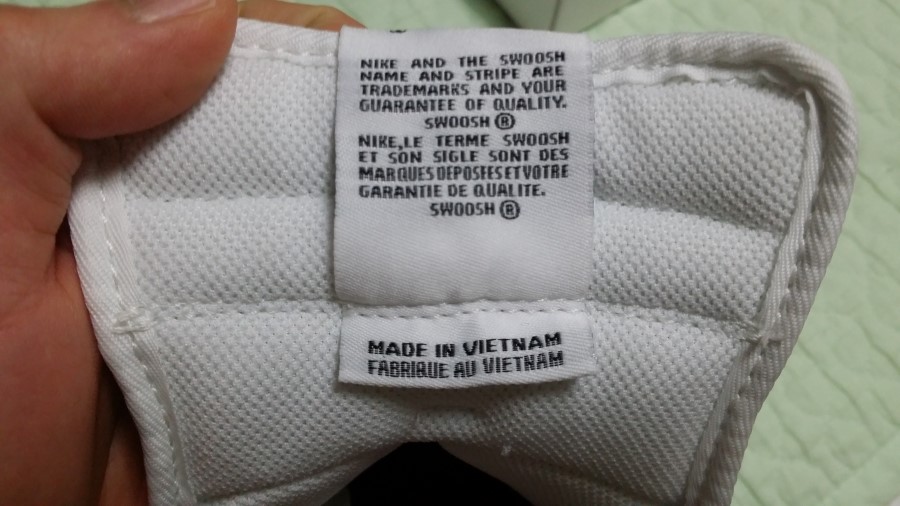 NIKE AND THE SWOOSH
NAME AND STRIPE ARE
TRADEMARKS AND YOUR
GUARANTEE OF QUALITY.
SWOOSH ®
NIKE,LE TERME SWOOSH
ET SON SIGLE SONT DES
MARQUES DEPOSEES ET VOTRE
GARANTIE DE QUALITE.
SWOOSH ®
MADE IN VIETNAM
FABRIQUE AU VIETNAM